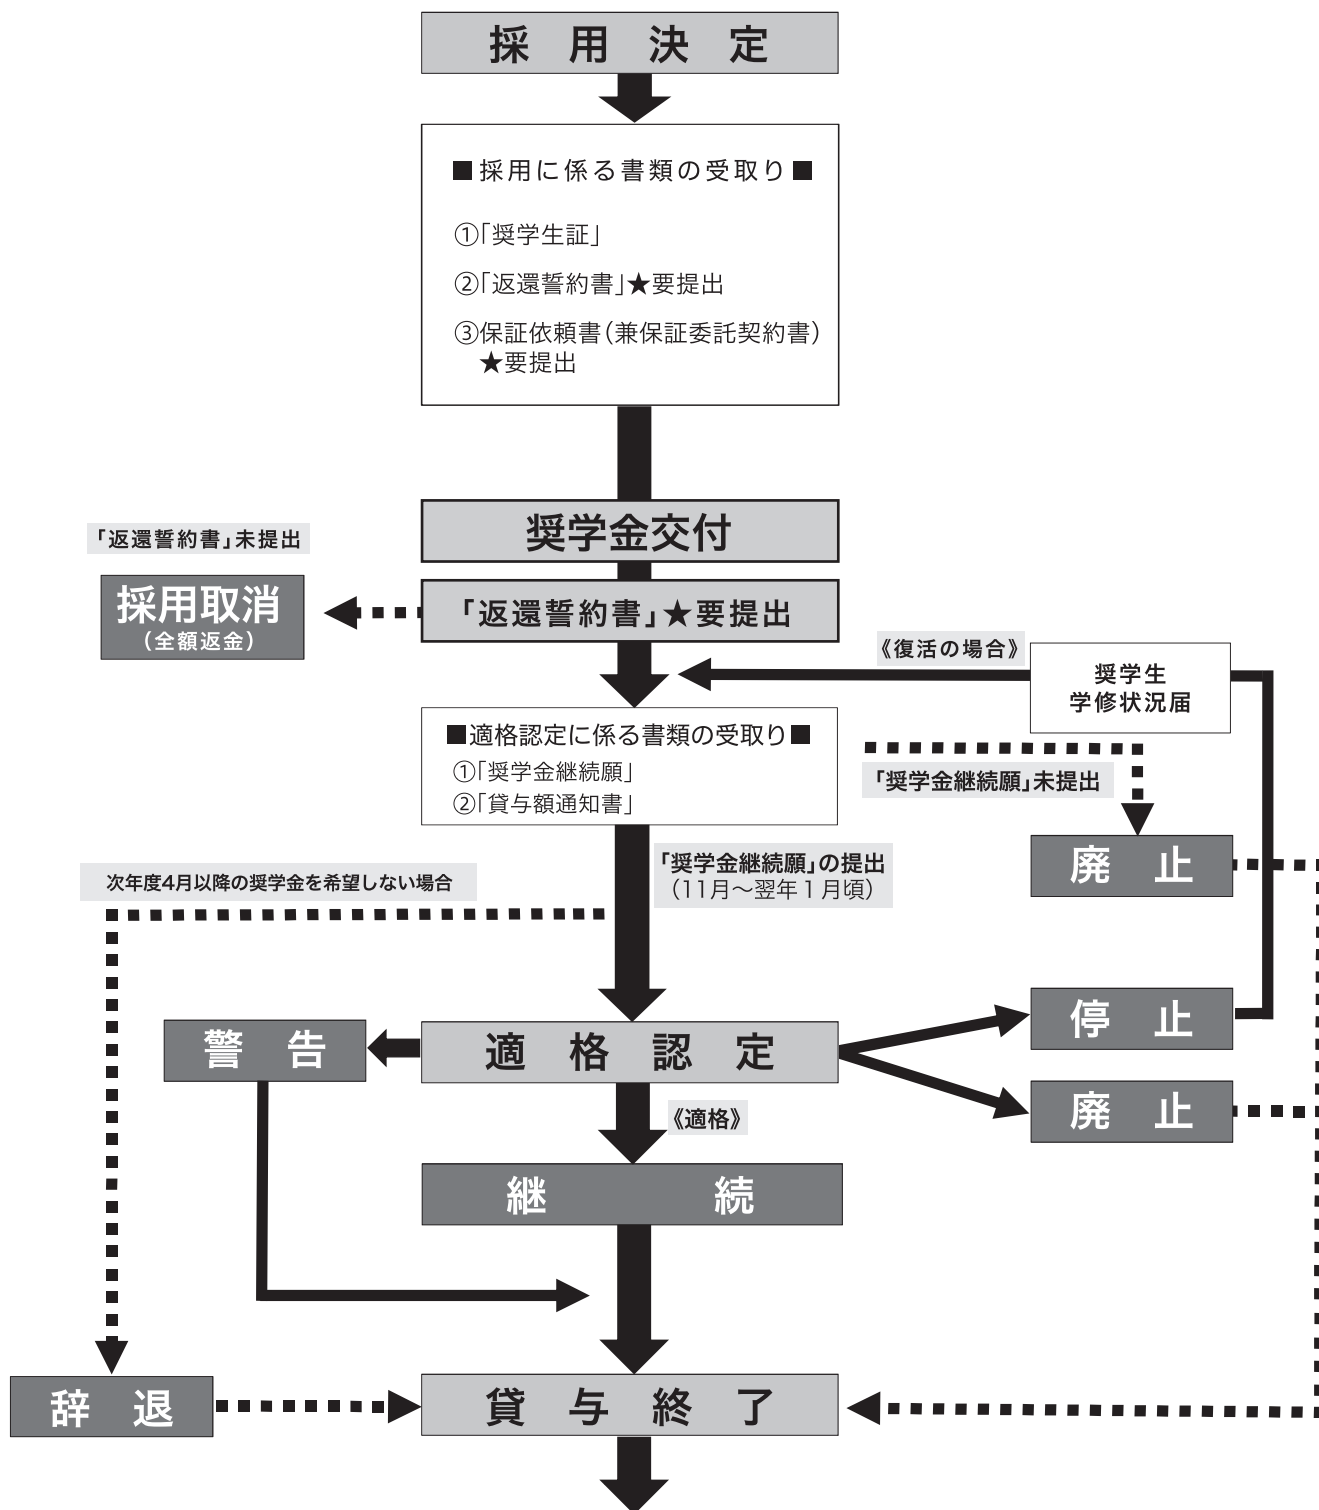 採用決定
■採用に係る書類の受取り■
①「奨学生証」
②「返還誓約書」★要提出
③保証依頼書（兼保証委託契約書）
★要提出
奨学金交付
「返還誓約書」未提出
採用取消
（全額返金）
「返還誓約書」★要提出
《復活の場合》
奨学生
学修状況届
■適格認定に係る書類の受取り■
①「奨学金継続願」
②「貸与額通知書」
「奨学金継続願」未提出
廃止
「奨学金継続願」の提出
（11月～翌年1月頃）
次年度4月以降の奨学金を希望しない場合
警告
適格認定
停止
廃止
《適格》
継続
辞退
貸与終了